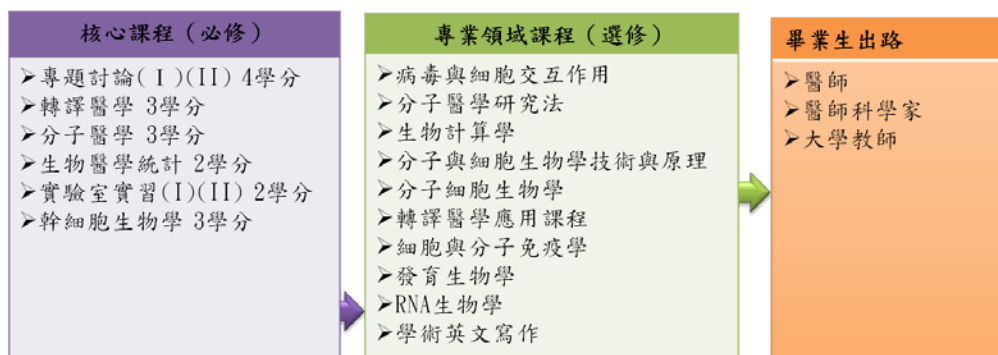 核心課程（必修）
➢專題討論(Ⅰ)(II) 4學分
➢轉譯醫學 3學分
➢分子醫學 3學分
➢生物醫學統計 2學分
➢實驗室實習(I)(II) 2學分
➢幹細胞生物學 3學分
專業領域課程（選修）
➢病毒與細胞交互作用
➢分子醫學研究法
➢生物計算學
➢分子與細胞生物學技術與原理
➢分子細胞生物學
➢轉譯醫學應用課程
➢細胞與分子免疫學
➢發育生物學
➢RNA生物學
➢學術英文寫作
畢業生出路
➢醫師
➢醫師科學家
➢大學教師